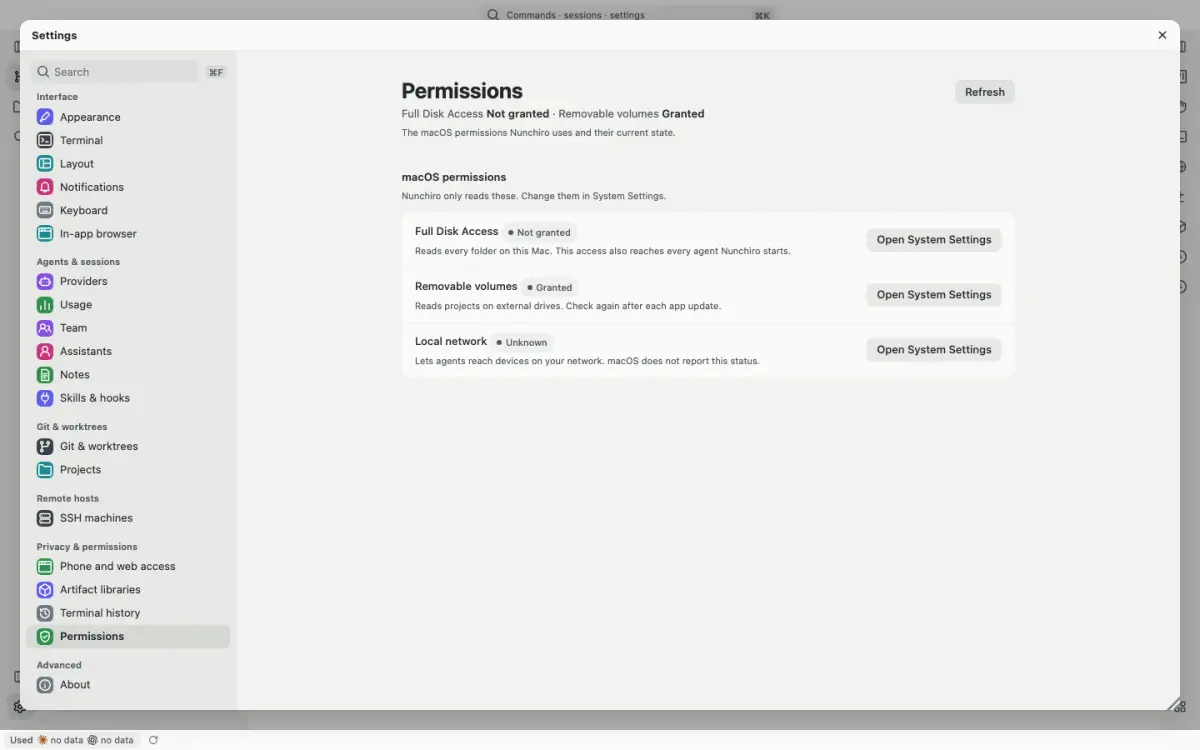 Commands · sessions · settings ⌘K
Settings
Search ⌘F
Interface
Appearance
Terminal
Layout
Notifications
Keyboard
In-app browser
Agents & sessions
Providers
Usage
Team
Assistants
Notes
Skills & hooks
Git & worktrees
Git & worktrees
Projects
Remote hosts
SSH machines
Privacy & permissions
Phone and web access
Artifact libraries
Terminal history
Permissions
Advanced
About
Permissions
Refresh
Full Disk Access Not granted · Removable volumes Granted
The macOS permissions Nunchiro uses and their current state.
macOS permissions
Nunchiro only reads these. Change them in System Settings.
Full Disk Access Not granted
Reads every folder on this Mac. This access also reaches every agent Nunchiro starts.
Open System Settings
Removable volumes Granted
Reads projects on external drives. Check again after each app update.
Open System Settings
Local network Unknown
Lets agents reach devices on your network. macOS does not report this status.
Open System Settings
Used no data no data